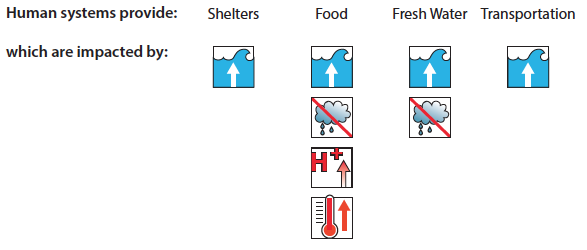 Human systems provide: Shelters Food Fresh Water Transportation
which are impacted by:
H+